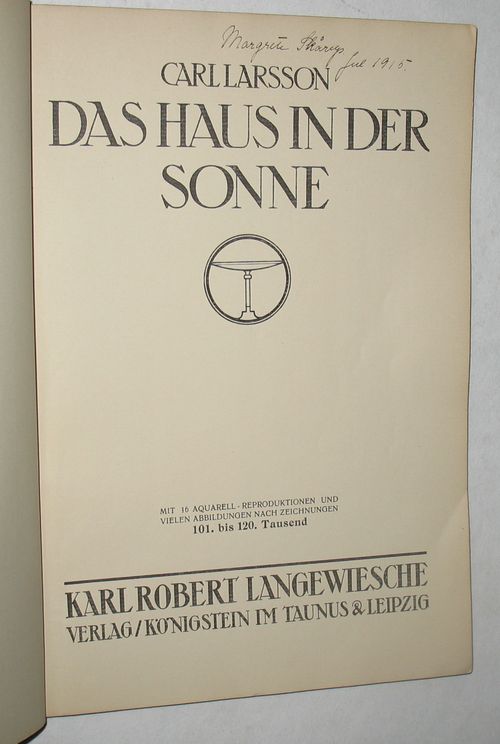 Margrete
Jul 1915.
CARL LARSSON
DAS HAUS IN DER
SONNE
MIT 16 AQUARELL-REPRODUKTIONEN UND
VIELEN ABBILDUNGEN NACH ZEICHNUNGEN
101. bis 120. Tausend
KARL ROBERT LANGEWIESCHE
VERLAG / KÖNIGSTEIN IM TAUNUS & LEIPZIG